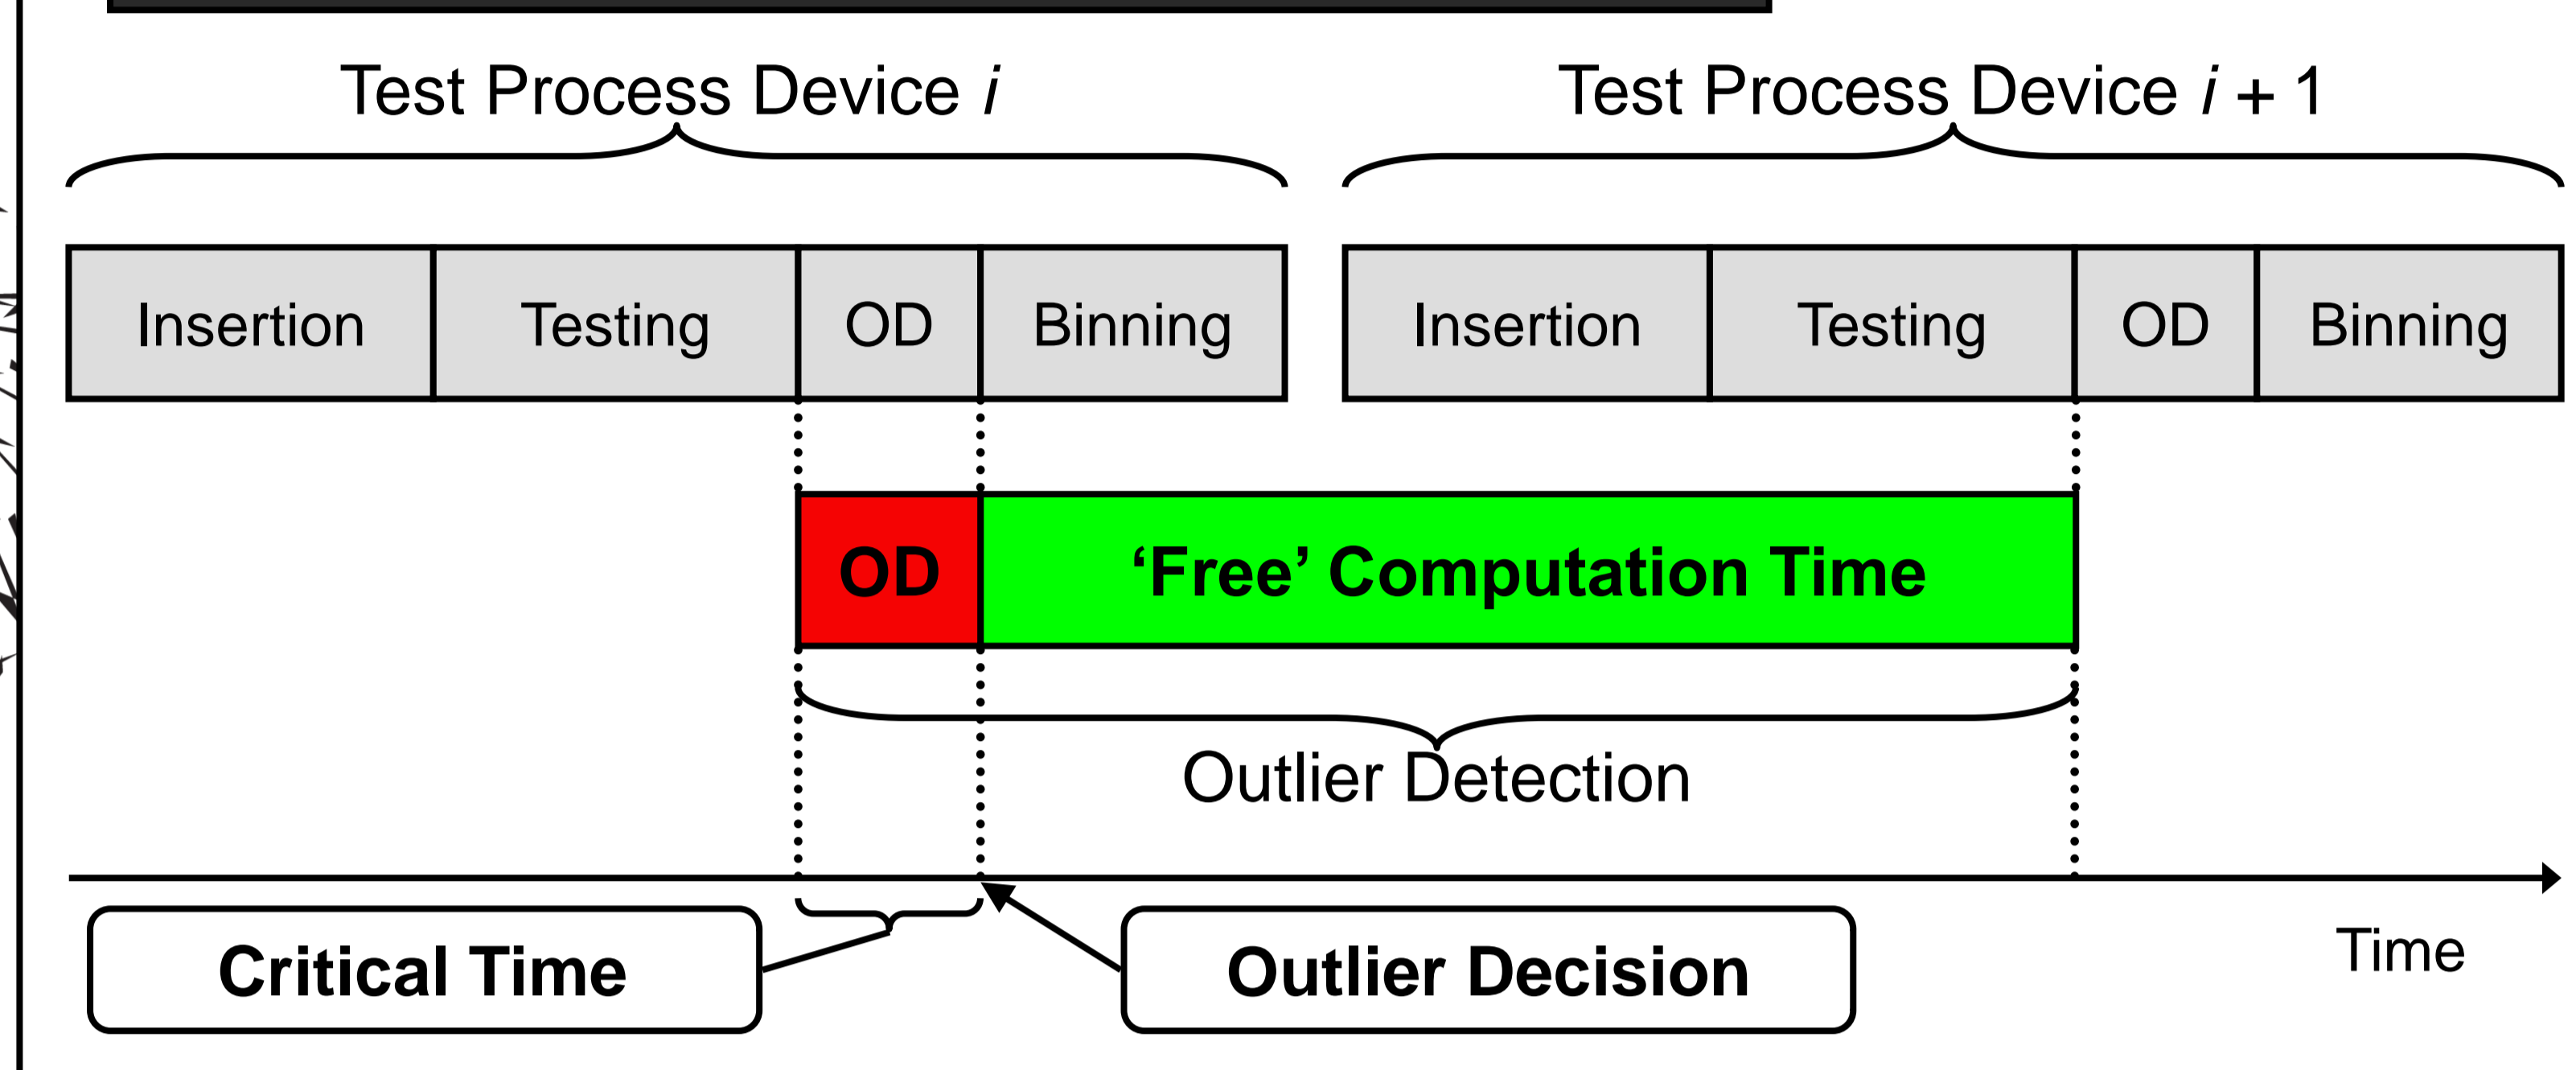 Test Process Device i
Test Process Device i + 1
Insertion
Testing
OD
Binning
Insertion
Testing
OD
Binning
OD
‘Free’ Computation Time
Outlier Detection
Critical Time
Outlier Decision
Time